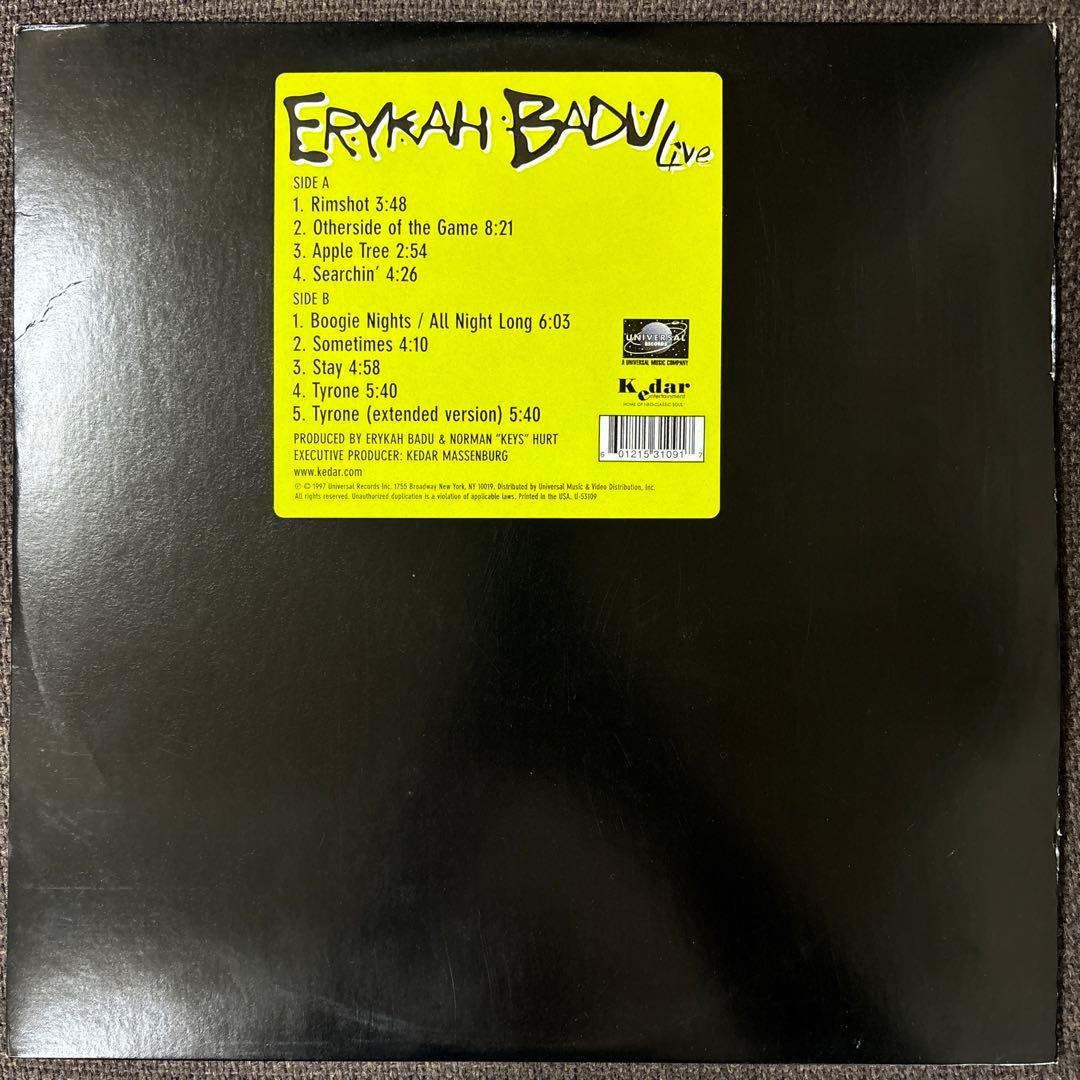 ERYKAH BADU Live
SIDE A
1. Rimshot 3:48
2. Otherside of the Game 8:21
3. Apple Tree 2:54
4. Searchin' 4:26
SIDE B
1. Boogie Nights / All Night Long 6:03
2. Sometimes 4:10
3. Stay 4:58
4. Tyrone 5:40
5. Tyrone (extended version) 5:40
PRODUCED BY ERYKAH BADU & NORMAN "KEYS" HURT
EXECUTIVE PRODUCER: KEDAR MASSENBURG
www.kedar.com
℗ © 1997 Universal Records Inc. 1755 Broadway New York, NY 10019. Distributed by Universal Music & Video Distribution, Inc.
All rights reserved. Unauthorized duplication is a violation of applicable laws. Printed in the USA. U-53109
UNIVERSAL
RECORDS
A UNIVERSAL MUSIC COMPANY
Kedar
entertainment
HOME OF NEO-CLASSIC SOUL
6 01215 31091 7